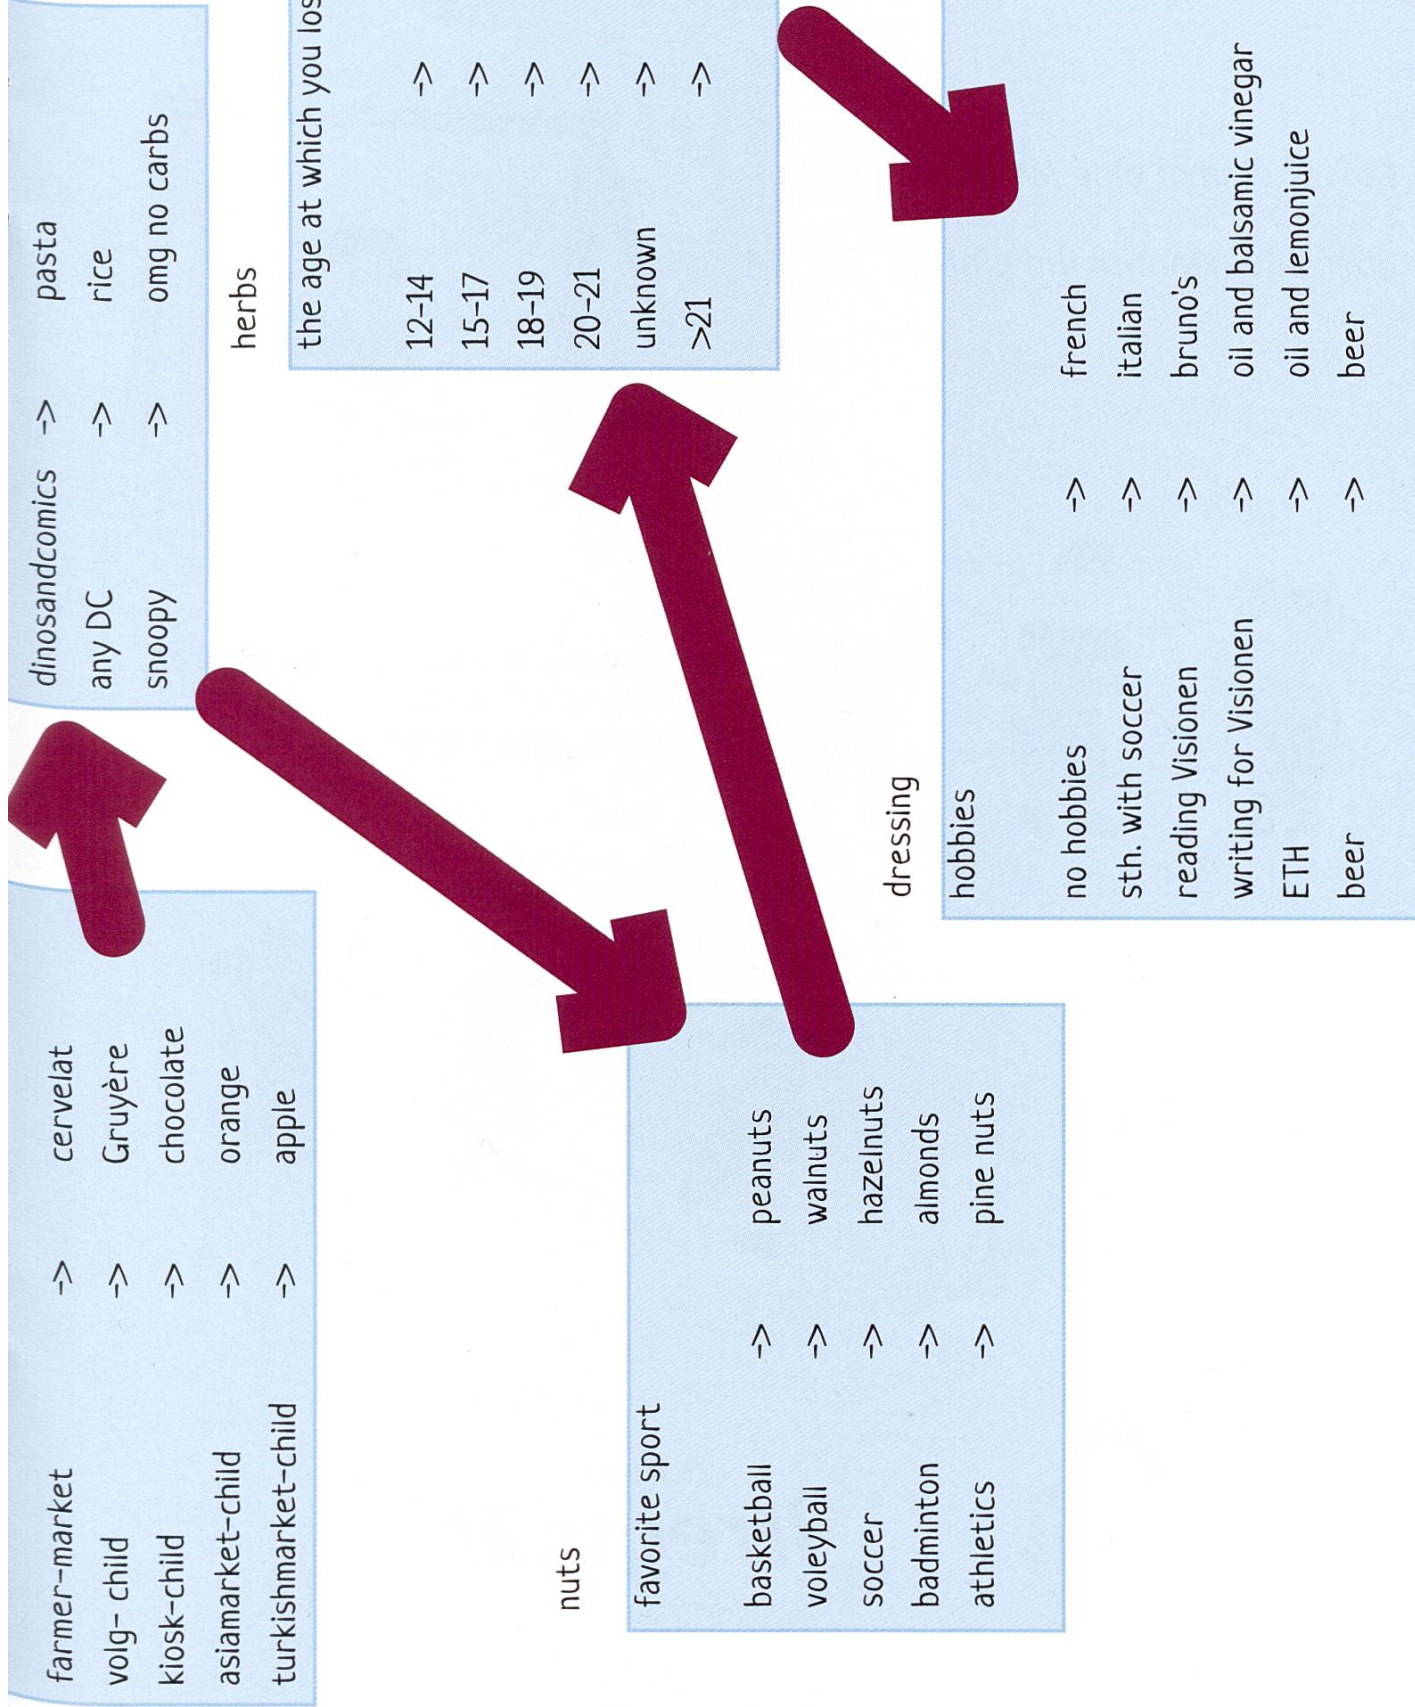 farmer-market -> cervelat
volg- child -> Gruyère
kiosk-child -> chocolate
asiamarket-child -> orange
turkishmarket-child -> apple
dinosandcomics -> pasta
any DC -> rice
snoopy -> omg no carbs
nuts
favorite sport
basketball -> peanuts
voleyball -> walnuts
soccer -> hazelnuts
badminton -> almonds
athletics -> pine nuts
herbs
the age at which you los
12-14 ->
15-17 ->
18-19 ->
20-21 ->
unknown ->
>21 ->
dressing
hobbies
no hobbies -> french
sth. with soccer -> italian
reading Visionen -> bruno's
writing for Visionen -> oil and balsamic vinegar
ETH -> oil and lemonjuice
beer -> beer